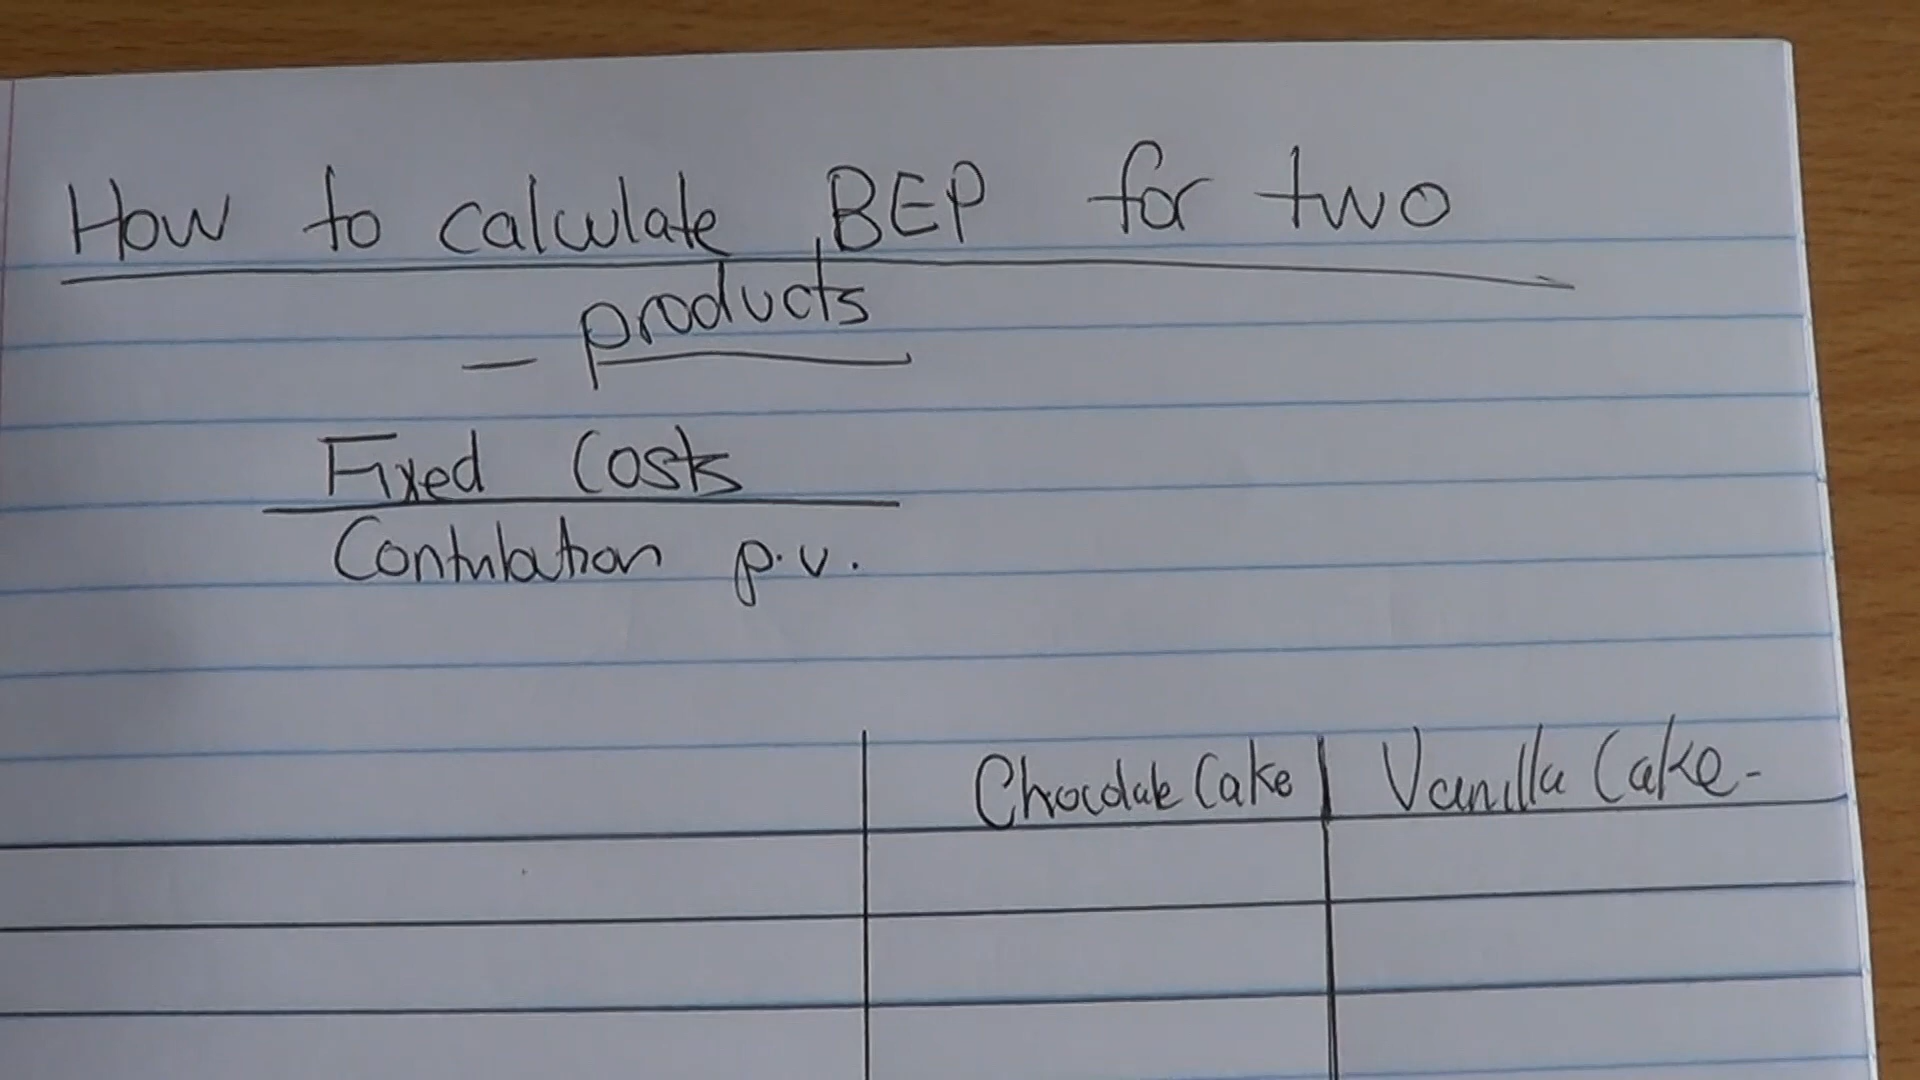 How to calculate BEP for two
- products
Fixed Costs
Contribution p.u.
Chocolate Cake Vanilla Cake